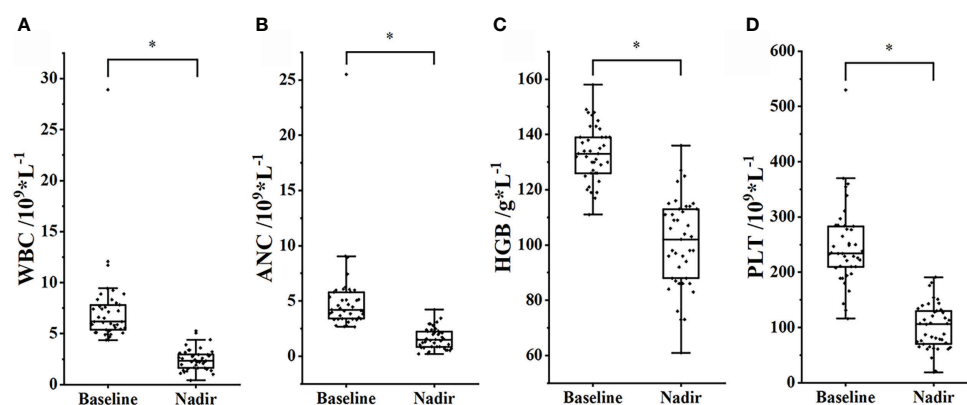 A
*
WBC /10⁹*L⁻¹
30
25
20
15
10
5
0
Baseline
Nadir
B
*
ANC /10⁹*L⁻¹
25
20
15
10
5
0
Baseline
Nadir
C
*
HGB /g*L⁻¹
160
140
120
100
80
60
Baseline
Nadir
D
*
PLT /10⁹*L⁻¹
600
500
400
300
200
100
0
Baseline
Nadir